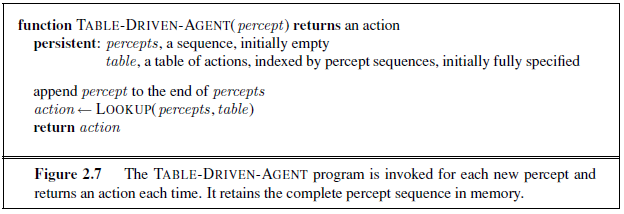 function TABLE-DRIVEN-AGENT(percept) returns an action
persistent: percepts, a sequence, initially empty
table, a table of actions, indexed by percept sequences, initially fully specified
append percept to the end of percepts
action ← LOOKUP(percepts, table)
return action
Figure 2.7 The TABLE-DRIVEN-AGENT program is invoked for each new percept and
returns an action each time. It retains the complete percept sequence in memory.